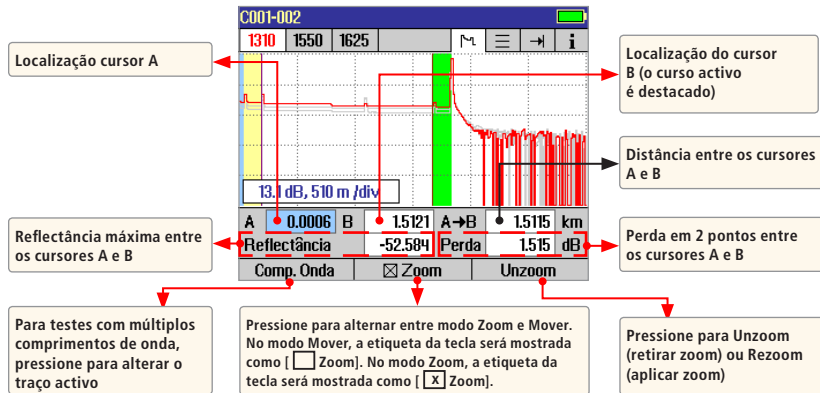 C001-002
1310 1550 1625 i
Localização cursor A
Localização do cursor
B (o curso activo
é destacado)
Distância entre os cursores
A e B
13.1 dB, 510 m /div
A 0.0006 B 1.5121 A→B 1.5115 km
Reflectância -52.584 Perda 1.515 dB
Reflectância máxima entre
os cursores A e B
Perda em 2 pontos entre
os cursores A e B
Comp. Onda ☒ Zoom Unzoom
Para testes com múltiplos
comprimentos de onda,
pressione para alterar o
traço activo
Pressione para alternar entre modo Zoom e Mover.
No modo Mover, a etiqueta da tecla será mostrada
como [ ☐ Zoom]. No modo Zoom, a etiqueta da
tecla será mostrada como [ X Zoom].
Pressione para Unzoom
(retirar zoom) ou Rezoom
(aplicar zoom)